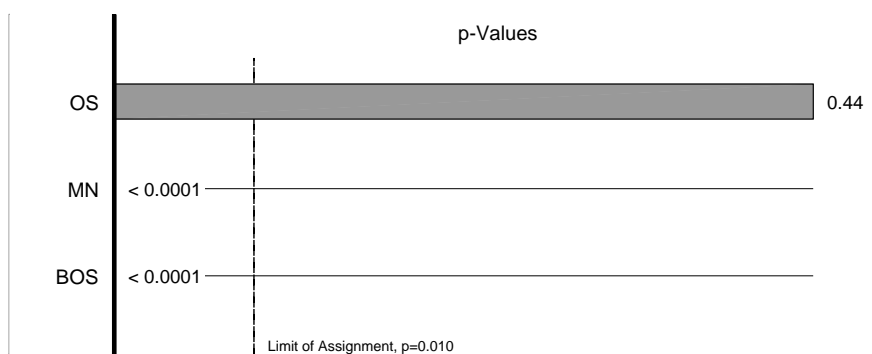 p-Values
OS 0.44
MN < 0.0001
BOS < 0.0001
Limit of Assignment, p=0.010